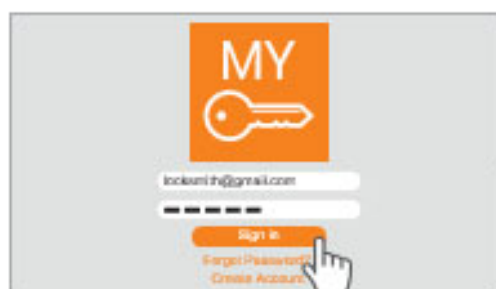 MY
locksmith@gmail.com
Sign in
Forgot Password?
Create Account